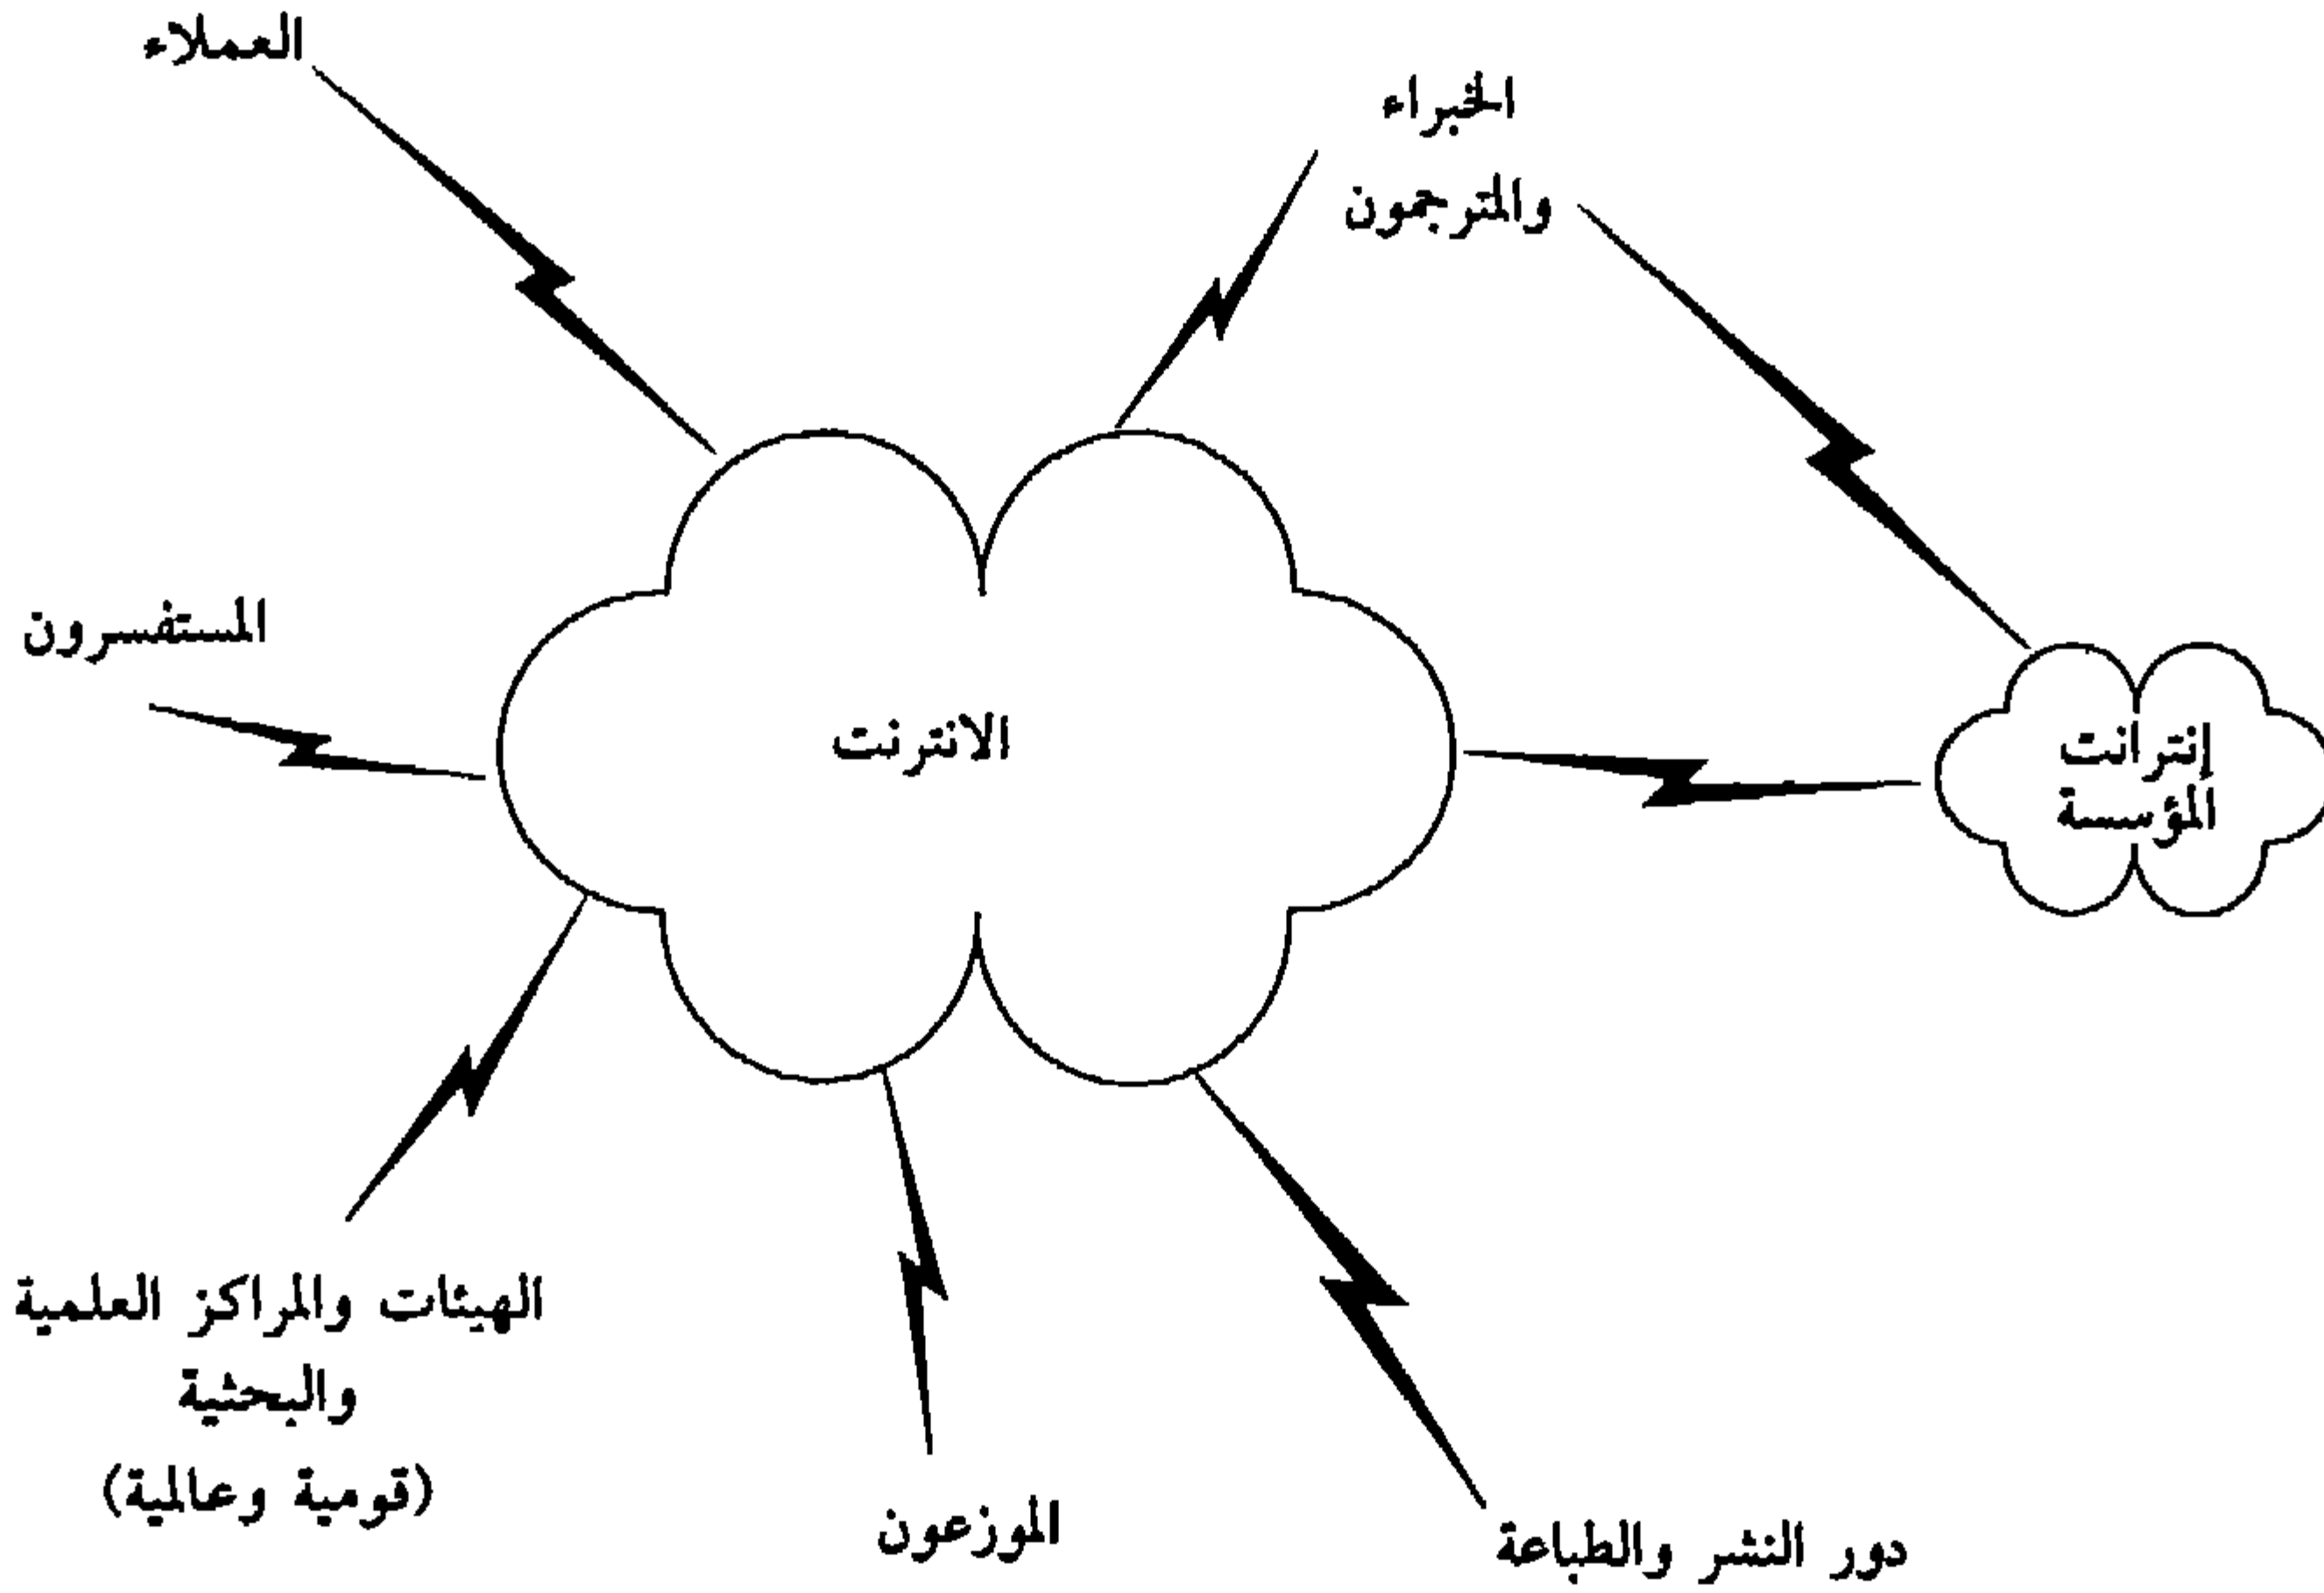 العملاء
الخبراء
والمترجمون
المستفسرون
الانترنت
إنترانت
المؤسسة
الهيئات والمراكز العلمية
والبحثية
(قومية وعالمية)
الموزعون
دور النشر والطباعة